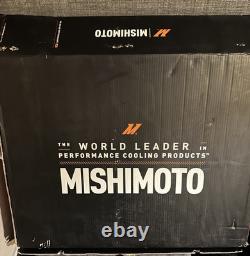 MISHIMOTO
THE WORLD LEADER IN
PERFORMANCE COOLING PRODUCTS™
MISHIMOTO